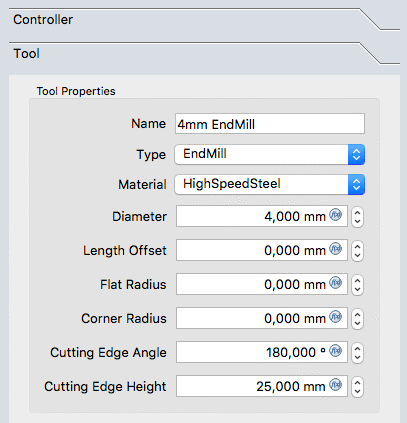 Controller
Tool
Tool Properties
Name 4mm EndMill
Type EndMill
Material HighSpeedSteel
Diameter 4,000 mm f(x)
Length Offset 0,000 mm f(x)
Flat Radius 0,000 mm f(x)
Corner Radius 0,000 mm f(x)
Cutting Edge Angle 180,000 ° f(x)
Cutting Edge Height 25,000 mm f(x)